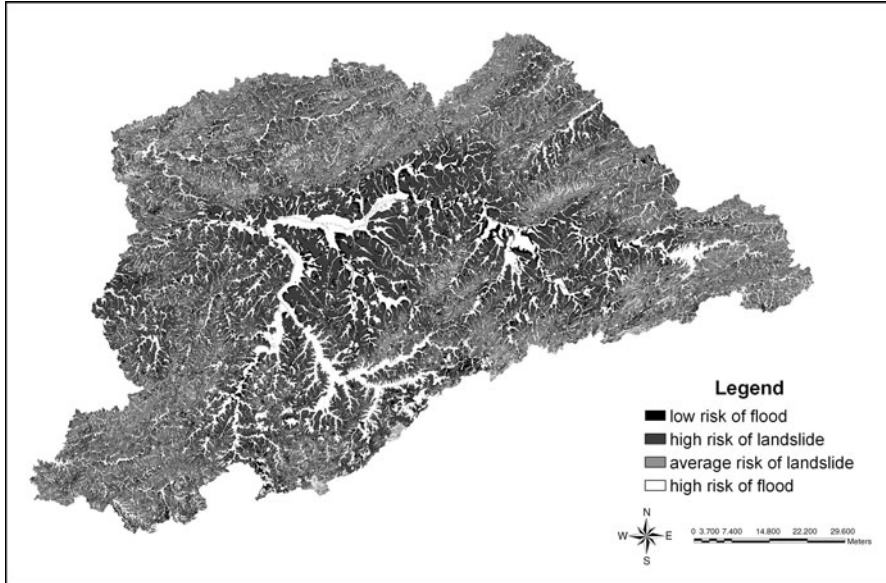 Legend
low risk of flood
high risk of landslide
average risk of landslide
high risk of flood
N
W E
S
0 3.700 7.400 14.800 22.200 29.600
Meters